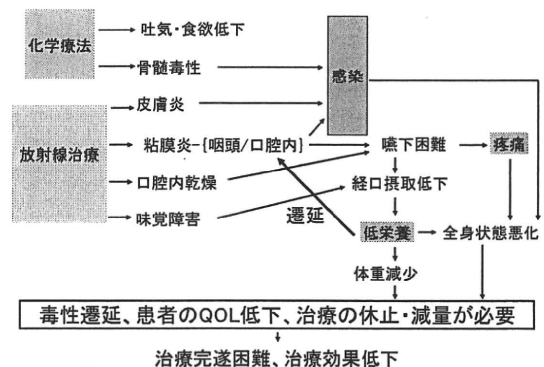 化学療法
吐気・食欲低下
骨髄毒性
感染
放射線治療
皮膚炎
粘膜炎-{咽頭/口腔内}
嚥下困難
疼痛
口腔内乾燥
経口摂取低下
味覚障害
遷延
低栄養
全身状態悪化
体重減少
毒性遷延、患者のQOL低下、治療の休止・減量が必要
治療完遂困難、治療効果低下